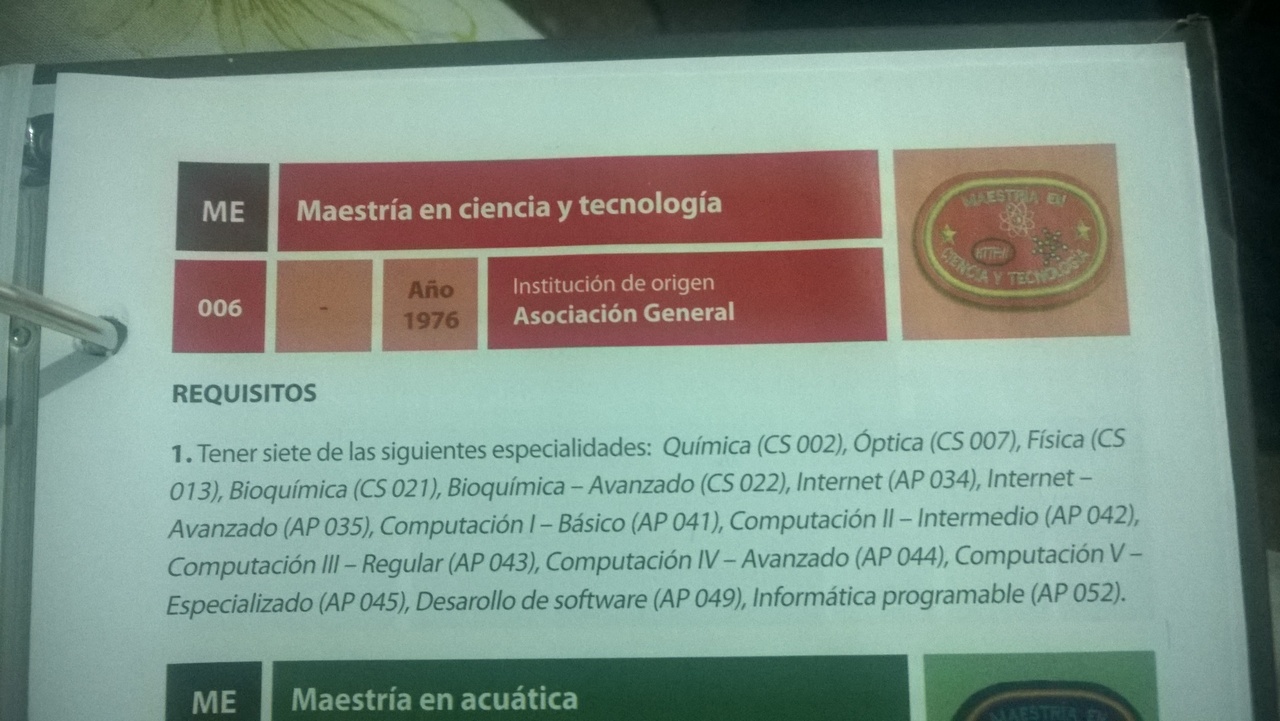 ME
Maestría en ciencia y tecnología
MAESTRÍA EN
CIENCIA Y TECNOLOGÍA
006
-
Año
1976
Institución de origen
Asociación General
REQUISITOS
1. Tener siete de las siguientes especialidades: Química (CS 002), Óptica (CS 007), Física (CS
013), Bioquímica (CS 021), Bioquímica – Avanzado (CS 022), Internet (AP 034), Internet –
Avanzado (AP 035), Computación I – Básico (AP 041), Computación II – Intermedio (AP 042),
Computación III – Regular (AP 043), Computación IV – Avanzado (AP 044), Computación V –
Especializado (AP 045), Desarollo de software (AP 049), Informática programable (AP 052).
ME
Maestría en acuática
MAESTRÍA EN